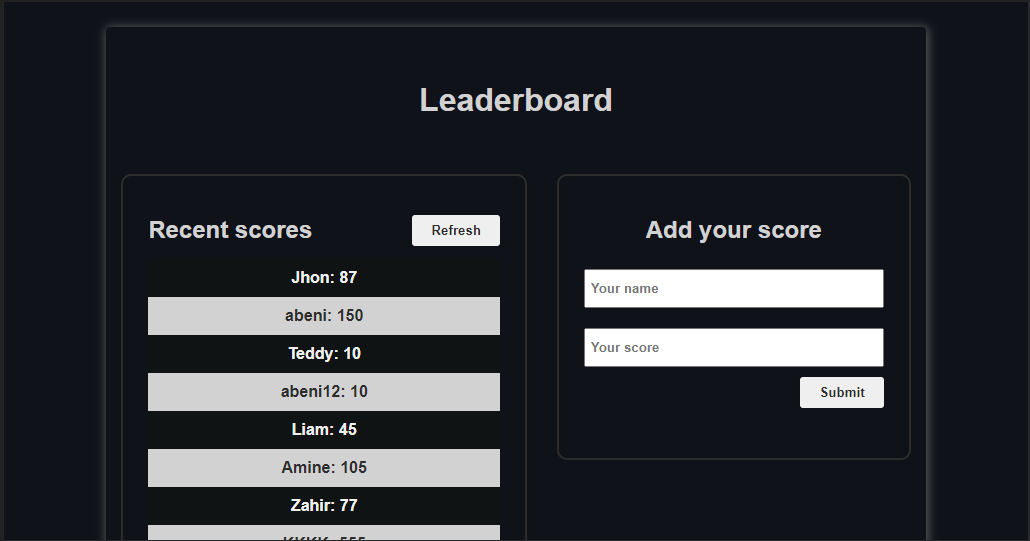 Leaderboard
Recent scores
Refresh
Jhon: 87
abeni: 150
Teddy: 10
abeni12: 10
Liam: 45
Amine: 105
Zahir: 77
Add your score
Your name
Your score
Submit